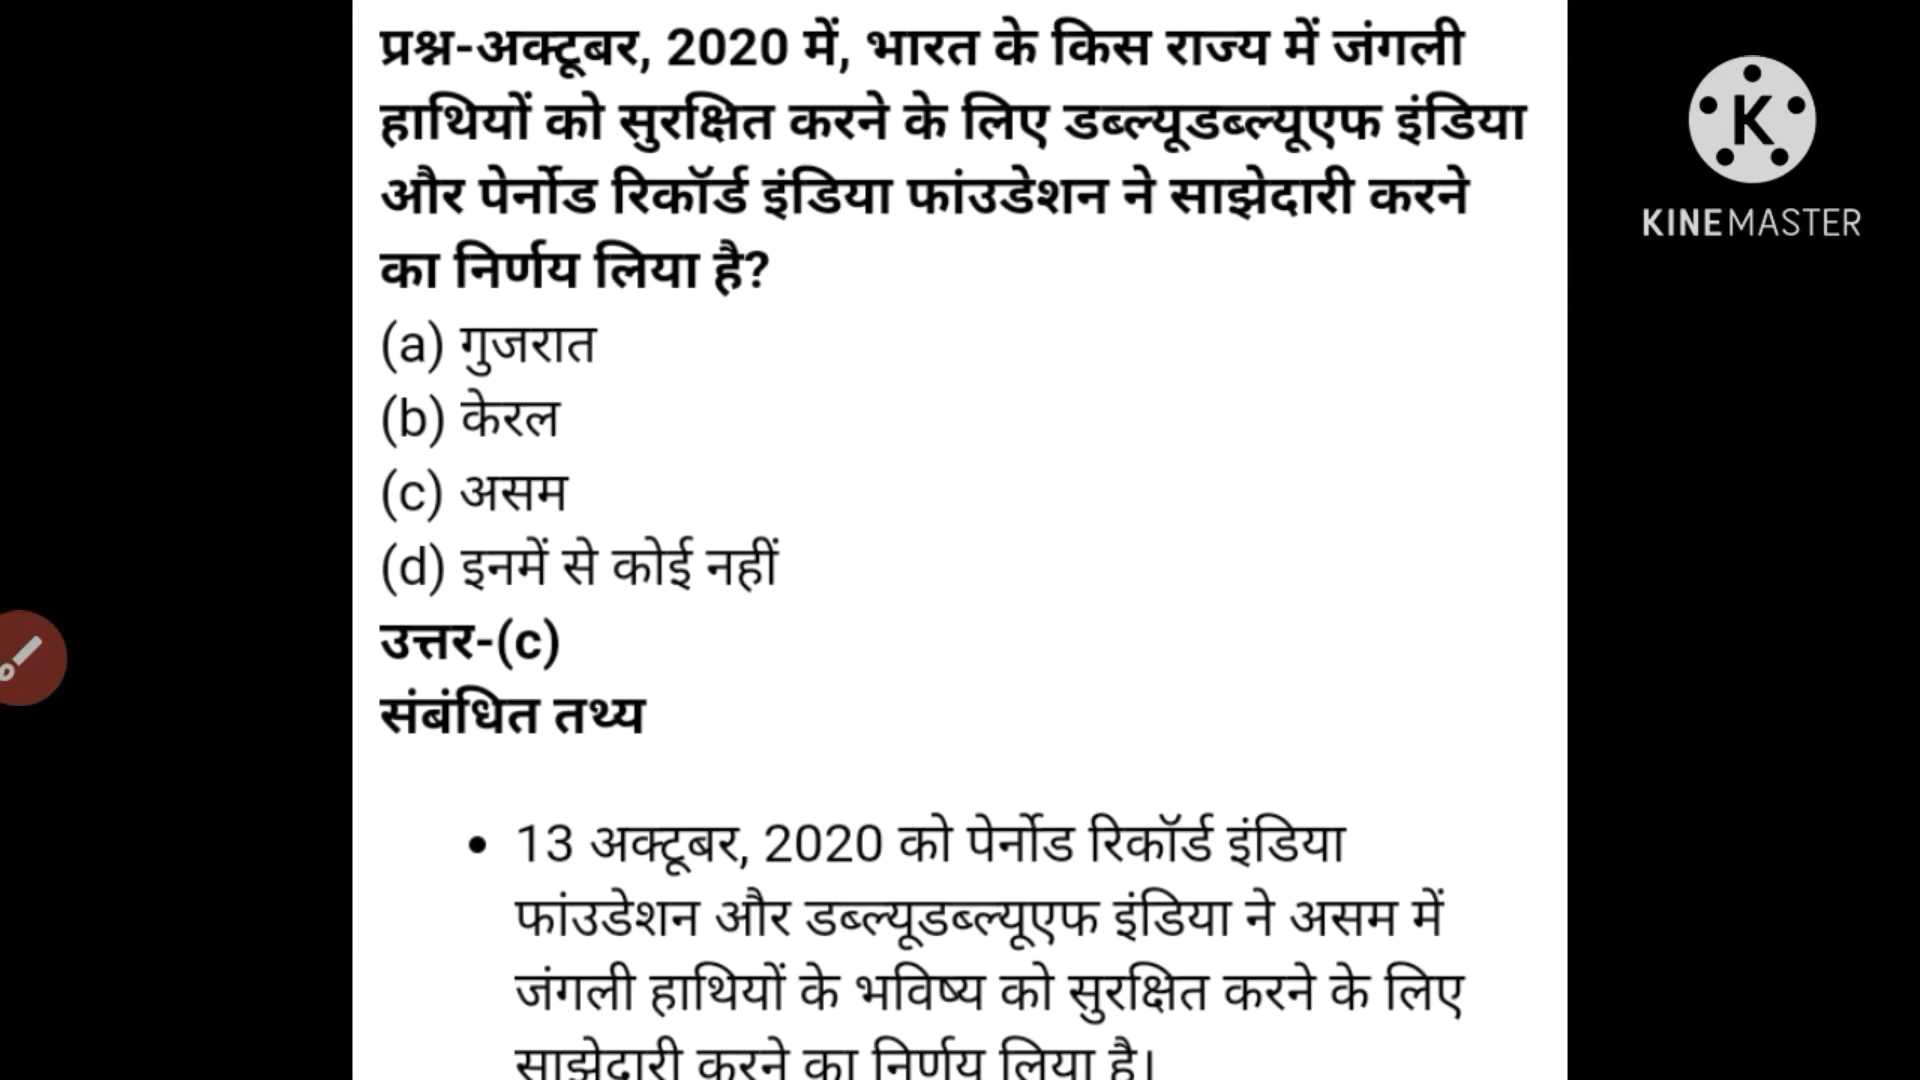 प्रश्न-अक्टूबर, 2020 में, भारत के किस राज्य में जंगली
हाथियों को सुरक्षित करने के लिए डब्ल्यूडब्ल्यूएफ इंडिया
और पेर्नोड रिकॉर्ड इंडिया फांउडेशन ने साझेदारी करने
का निर्णय लिया है?
(a) गुजरात
(b) केरल
(c) असम
(d) इनमें से कोई नहीं
उत्तर-(c)
संबंधित तथ्य
• 13 अक्टूबर, 2020 को पेर्नोड रिकॉर्ड इंडिया
फांउडेशन और डब्ल्यूडब्ल्यूएफ इंडिया ने असम में
जंगली हाथियों के भविष्य को सुरक्षित करने के लिए
साझेदारी करने का निर्णय लिया है।
K
KINEMASTER